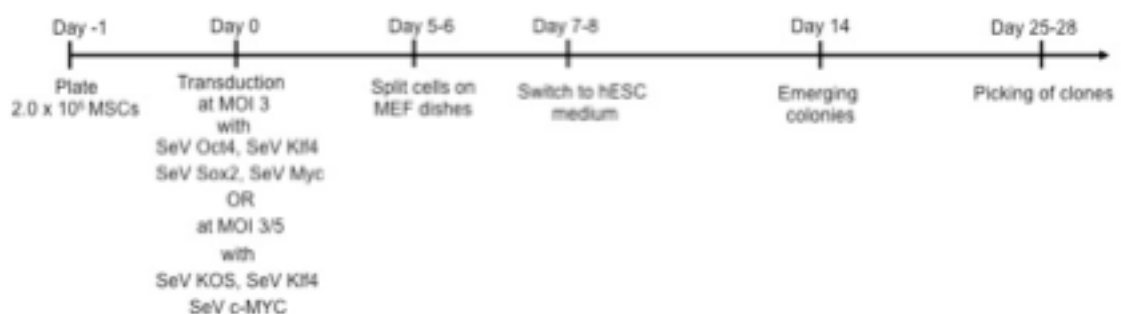 Day -1
Day 0
Day 5-6
Day 7-8
Day 14
Day 25-28
Plate
2.0 x 10⁵ MSCs
Transduction
at MOI 3
with
SeV Oct4, SeV Klf4
SeV Sox2, SeV Myc
OR
at MOI 3/5
with
SeV KOS, SeV Klf4
SeV c-MYC
Split cells on
MEF dishes
Switch to hESC
medium
Emerging
colonies
Picking of clones